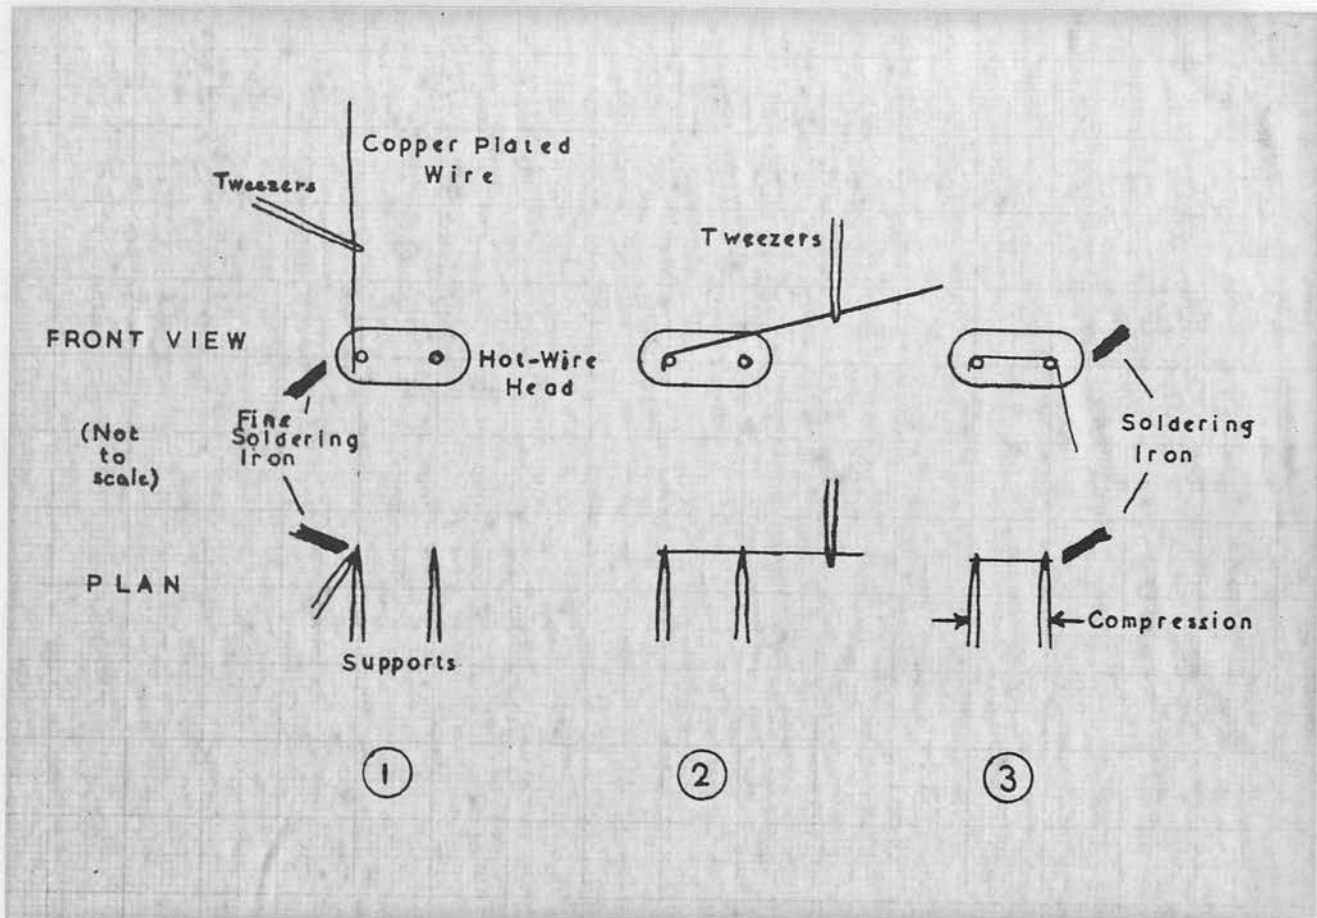 Copper Plated
Wire
Tweezers
Tweezers
FRONT VIEW
Hot-Wire
Head
(Not
to
scale)
Fine
Soldering
Iron
Soldering
Iron
PLAN
Supports
Compression
1
2
3